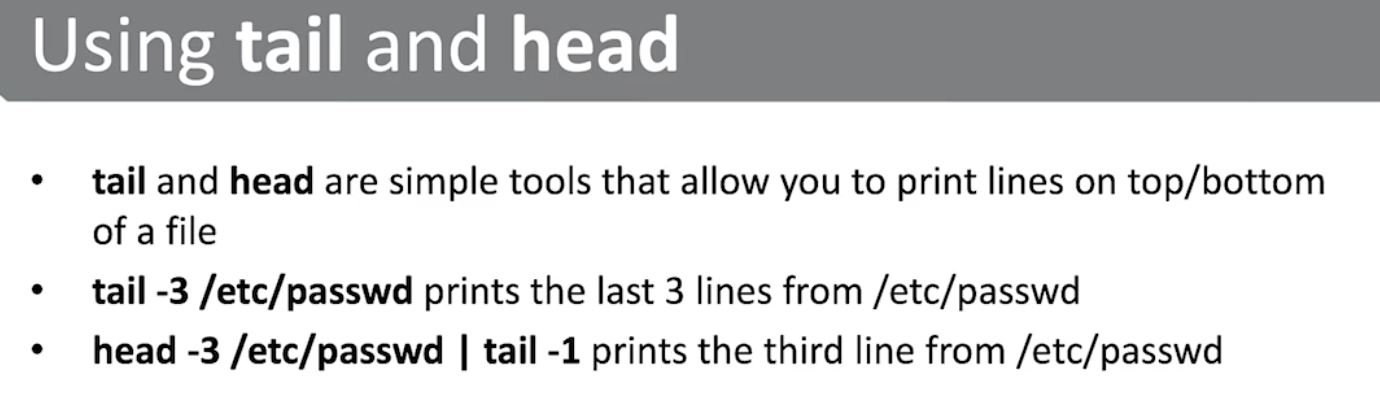 Using tail and head
• tail and head are simple tools that allow you to print lines on top/bottom
of a file
• tail -3 /etc/passwd prints the last 3 lines from /etc/passwd
• head -3 /etc/passwd | tail -1 prints the third line from /etc/passwd